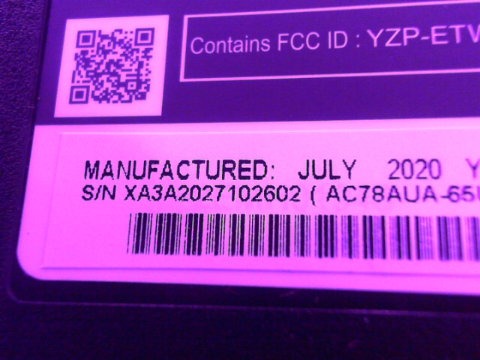 Contains FCC ID : YZP-ETW
MANUFACTURED: JULY 2020
S/N XA3A2027102602 ( AC78AUA-65